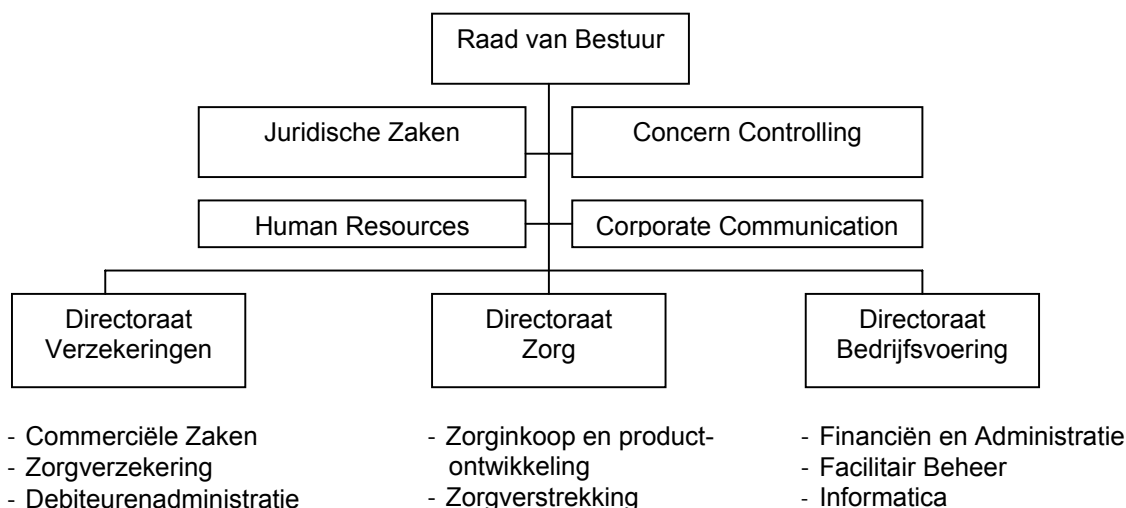 Raad van Bestuur
Juridische Zaken
Concern Controlling
Human Resources
Corporate Communication
Directoraat
Verzekeringen
Directoraat
Zorg
Directoraat
Bedrijfsvoering
- Commerciële Zaken
- Zorgverzekering
- Debiteurenadministratie
- Zorginkoop en product-
ontwikkeling
- Zorgverstrekking
- Financiën en Administratie
- Facilitair Beheer
- Informatica